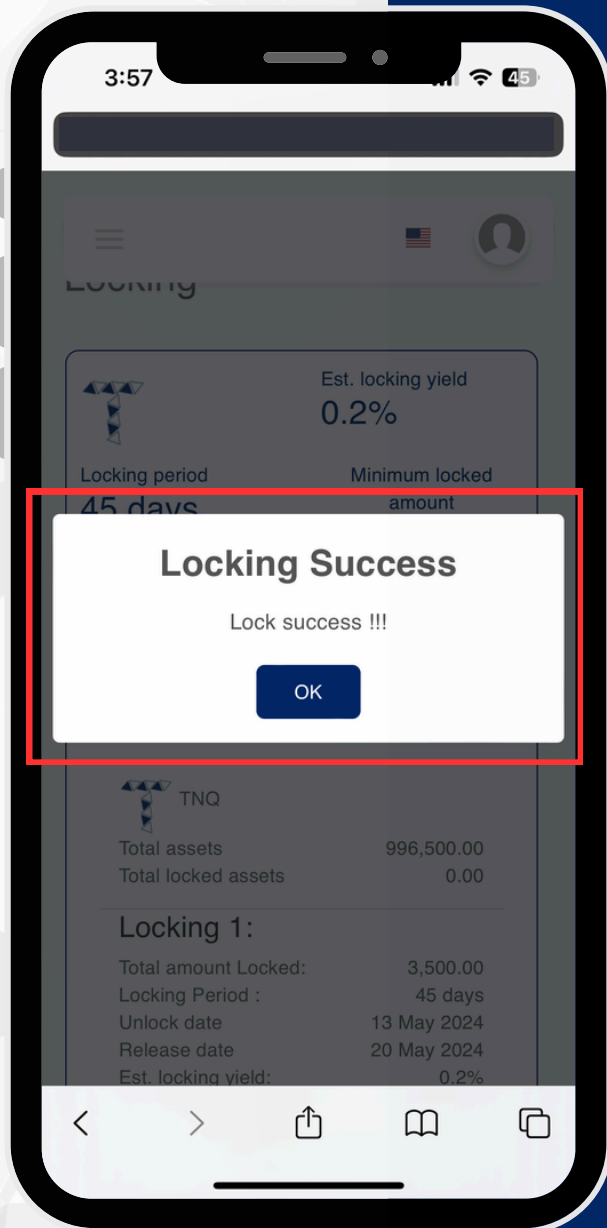 3:57
45
Locking
Est. locking yield
0.2%
Locking period
Minimum locked
45 days
amount
Locking Success
Lock success !!!
OK
TNQ
Total assets 996,500.00
Total locked assets 0.00
Locking 1:
Total amount Locked: 3,500.00
Locking Period : 45 days
Unlock date 13 May 2024
Release date 20 May 2024
Est. locking yield: 0.2%